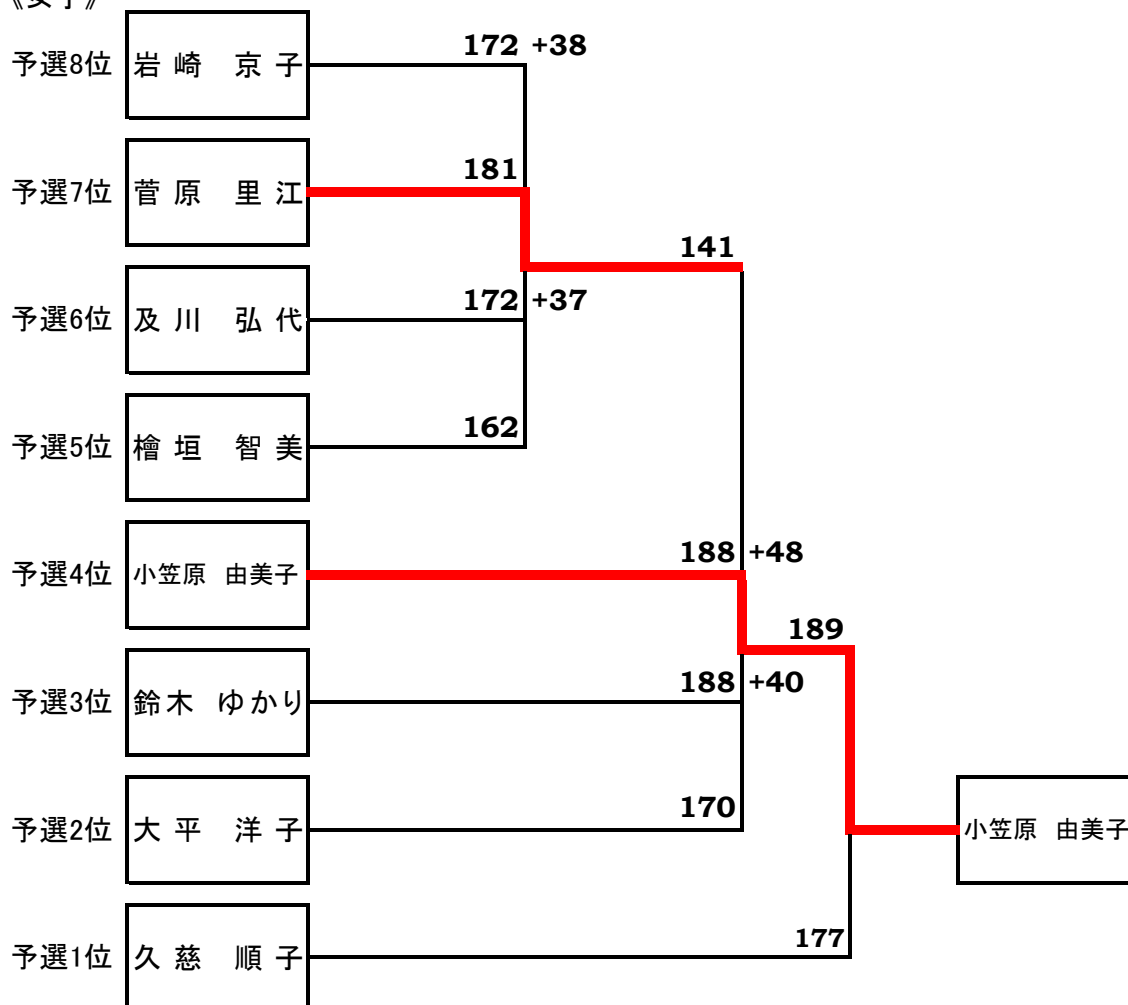 《女子》
172 +38
予選8位 岩崎 京子
181
予選7位 菅原 里江
141
172 +37
予選6位 及川 弘代
162
予選5位 檜垣 智美
188 +48
予選4位 小笠原 由美子
189
188 +40
予選3位 鈴木 ゆかり
170
予選2位 大平 洋子
小笠原 由美子
177
予選1位 久慈 順子